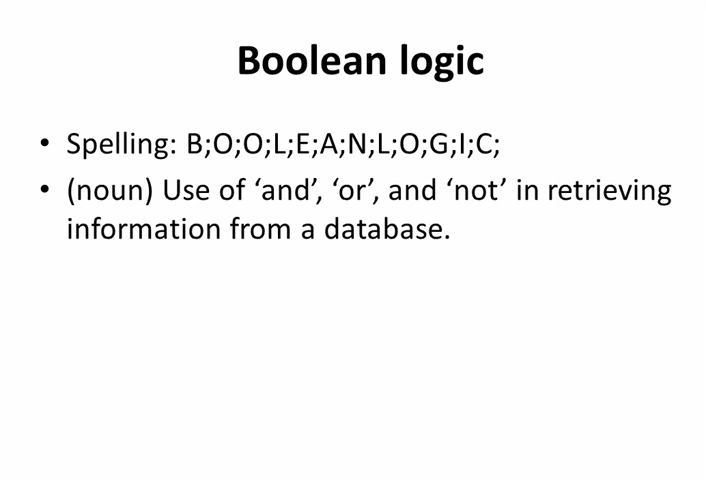 Boolean logic
• Spelling: B;O;O;L;E;A;N;L;O;G;I;C;
• (noun) Use of ‘and’, ‘or’, and ‘not’ in retrieving
information from a database.